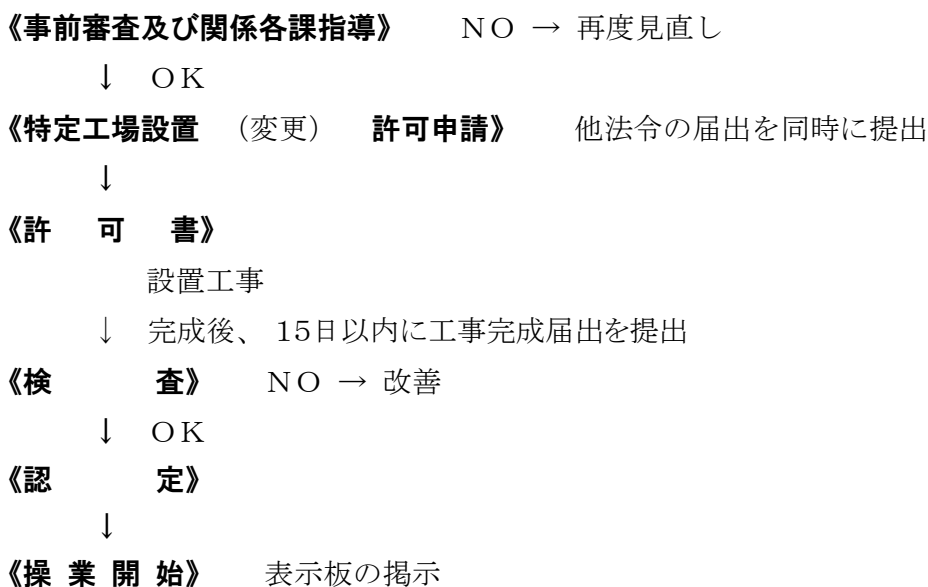 《事前審査及び関係各課指導》　ＮＯ → 再度見直し
↓ ＯＫ
《特定工場設置 （変更） 許可申請》　他法令の届出を同時に提出
↓
《許　可　書》
設置工事
↓ 完成後、 15日以内に工事完成届出を提出
《検　　査》　ＮＯ → 改善
↓ ＯＫ
《認　　定》
↓
《操 業 開 始》　表示板の掲示